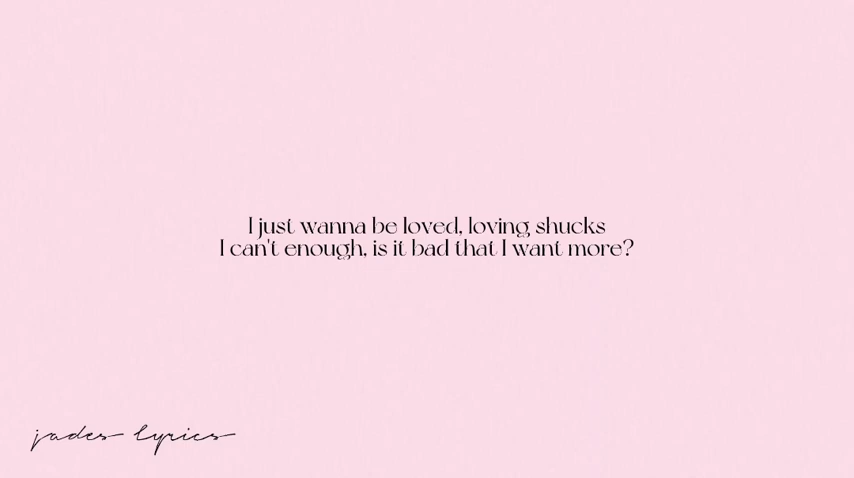 I just wanna be loved, loving shucks
I can't enough, is it bad that I want more?
jades lyrics